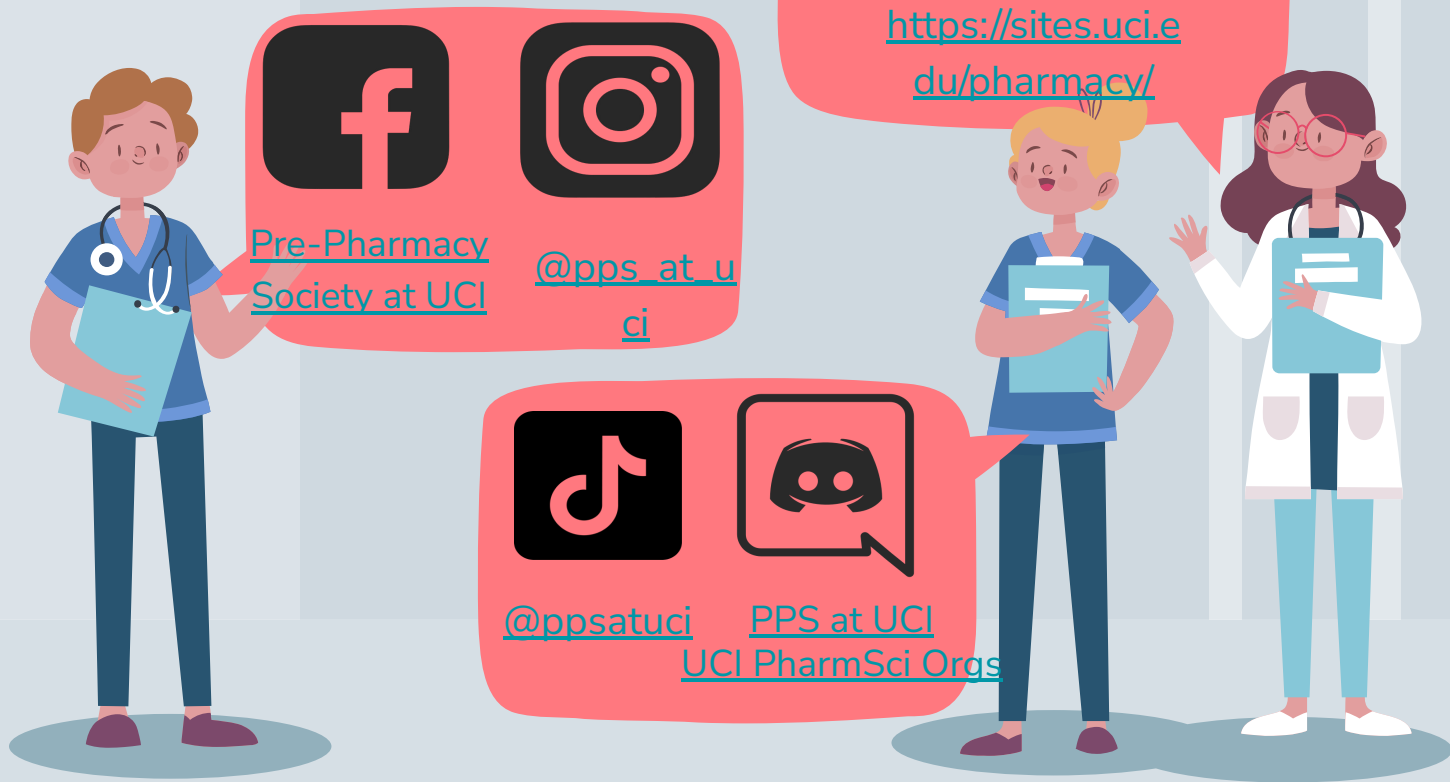 https://sites.uci.e
du/pharmacy/
Pre-Pharmacy
Society at UCI
@pps_at_u
ci
@ppsatuci
PPS at UCI
UCI PharmSci Orgs